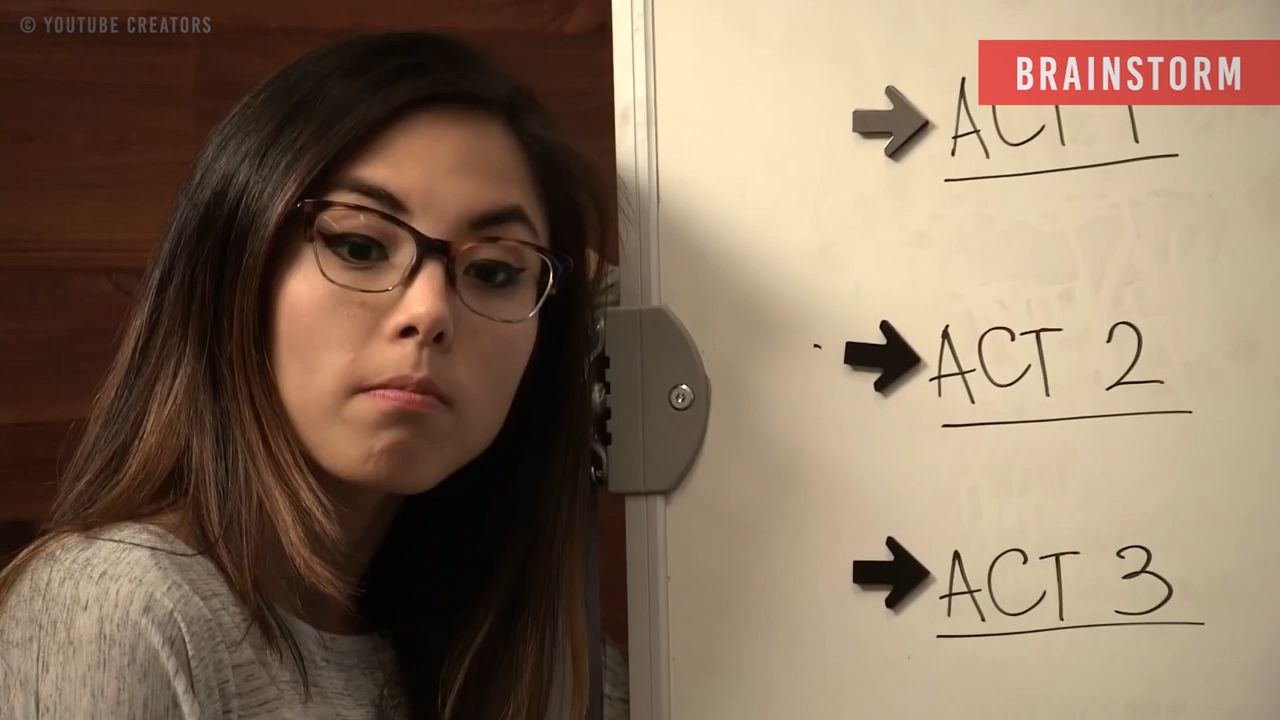 © YOUTUBE CREATORS
BRAINSTORM
ACT 1
ACT 2
ACT 3